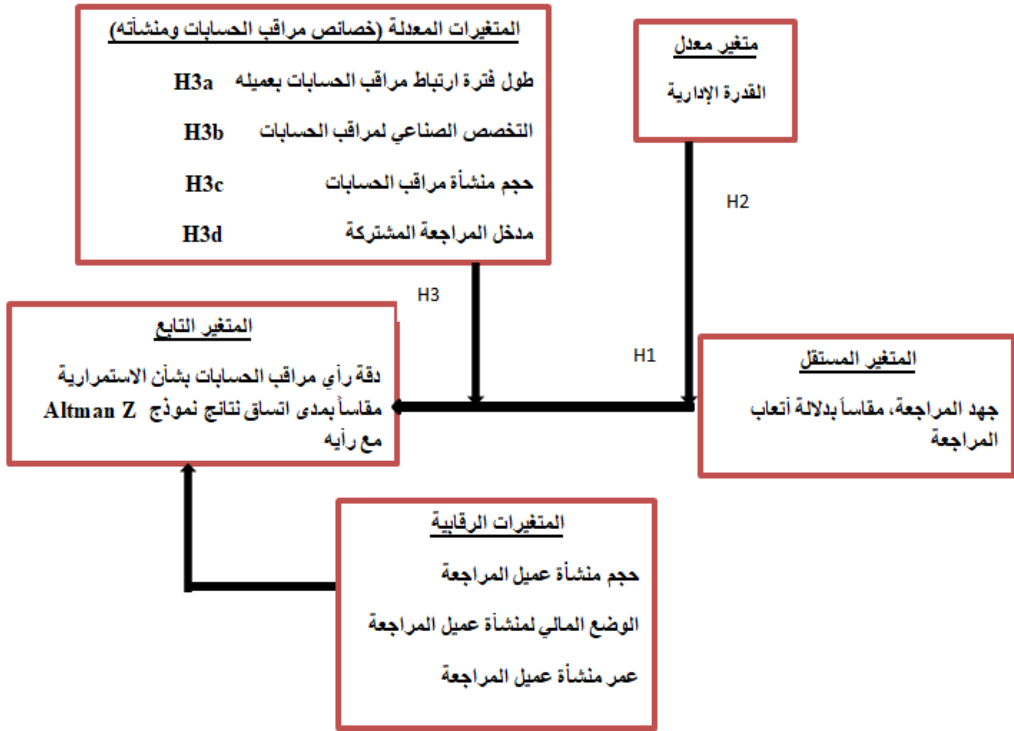 المتغيرات المعدلة (خصائص مراقب الحسابات ومنشأته)
طول فترة ارتباط مراقب الحسابات بعميله H3a
التخصص الصناعي لمراقب الحسابات H3b
حجم منشأة مراقب الحسابات H3c
مدخل المراجعة المشتركة H3d
متغير معدل
القدرة الإدارية
H2
H3
H1
المتغير المستقل
جهد المراجعة، مقاساً بدلالة أتعاب
المراجعة
المتغير التابع
دقة رأي مراقب الحسابات بشأن الاستمرارية
مقاساً بمدى اتساق نتائج نموذج Altman Z
مع رأيه
المتغيرات الرقابية
حجم منشأة عميل المراجعة
الوضع المالي لمنشأة عميل المراجعة
عمر منشأة عميل المراجعة